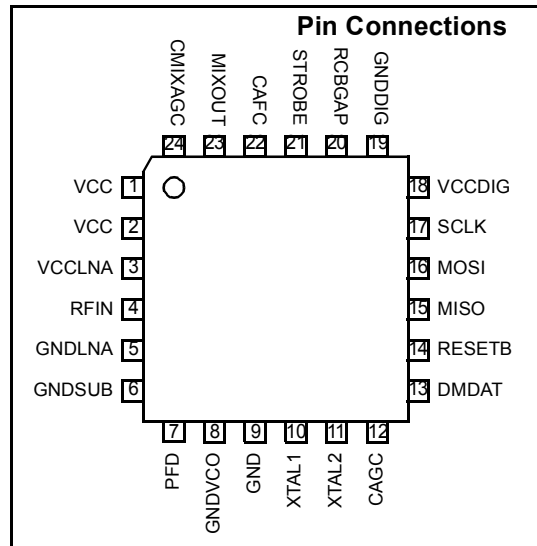 Pin Connections
CMIXAGC
MIXOUT
CAFC
STROBE
RCBGAP
GNDDIG
24
23
22
21
20
19
VCC 1
18 VCCDIG
VCC 2
17 SCLK
VCCLNA 3
16 MOSI
RFIN 4
15 MISO
GNDLNA 5
14 RESETB
GNDSUB 6
13 DMDAT
7
8
9
10
11
12
PFD
GNDVCO
GND
XTAL1
XTAL2
CAGC